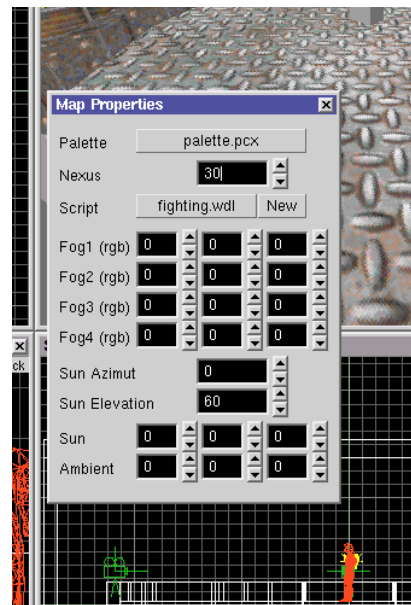 Map Properties
Palette palette.pcx
Nexus 30
Script fighting.wdl New
Fog1 (rgb) 0 0 0
Fog2 (rgb) 0 0 0
Fog3 (rgb) 0 0 0
Fog4 (rgb) 0 0 0
Sun Azimut 0
Sun Elevation 60
Sun 0 0 0
Ambient 0 0 0
ck